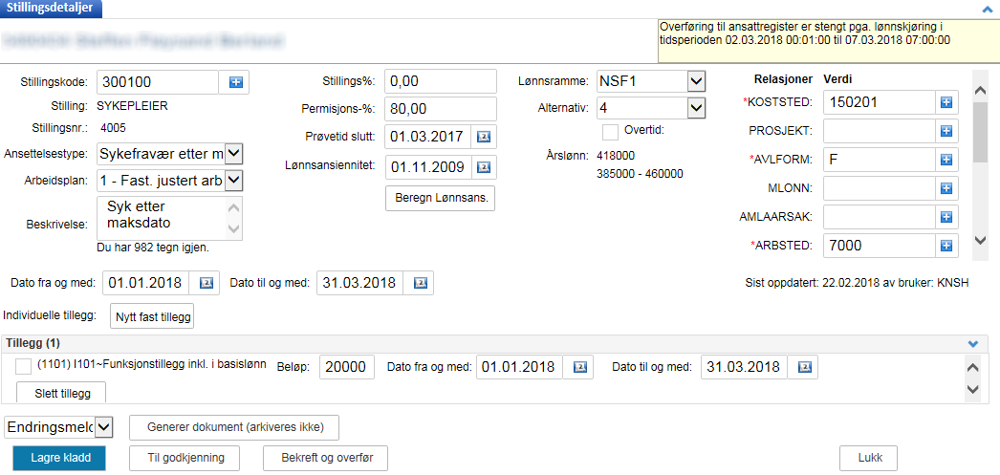 Stillingsdetaljer
Overføring til ansattregister er stengt pga. lønnskjøring i
tidsperioden 02.03.2018 00:01:00 til 07.03.2018 07:00:00
Stillingskode: 300100
Stilling: SYKEPLEIER
Stillingsnr.: 4005
Ansettelsestype: Sykefravær etter m
Arbeidsplan: 1 - Fast. justert arb
Beskrivelse: Syk etter
maksdato
Du har 982 tegn igjen.
Stillings%: 0,00
Permisjons-%: 80,00
Prøvetid slutt: 01.03.2017
Lønnsansiennitet: 01.11.2009
Beregn Lønnsans.
Lønnsramme: NSF1
Alternativ: 4
Overtid:
Årslønn: 418000
385000 - 460000
Relasjoner Verdi
*KOSTSTED: 150201
PROSJEKT:
*AVLFORM: F
MLONN:
AMLAARSAK:
*ARBSTED: 7000
Dato fra og med: 01.01.2018 Dato til og med: 31.03.2018
Sist oppdatert: 22.02.2018 av bruker: KNSH
Individuelle tillegg: Nytt fast tillegg
Tillegg (1)
(1101) I101~Funksjonstillegg inkl. i basislønn Beløp: 20000 Dato fra og med: 01.01.2018 Dato til og med: 31.03.2018
Slett tillegg
Endringsmeld Generer dokument (arkiveres ikke)
Lagre kladd Til godkjenning Bekreft og overfør Lukk